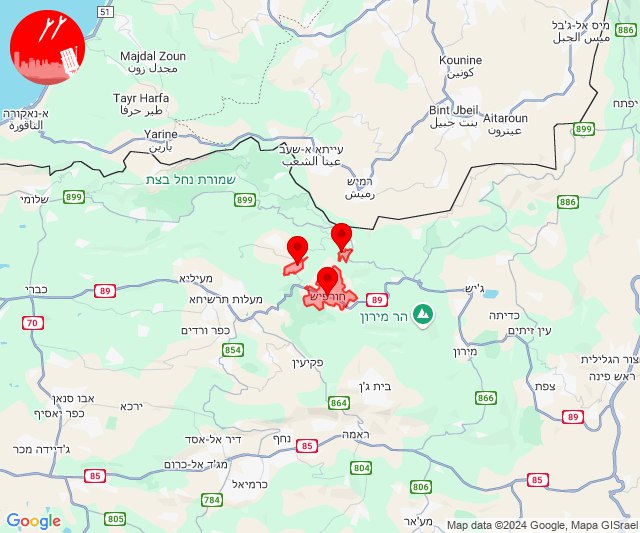 51
Majdal Zoun
מג'דל זון
מיס אל-ג'בל
ميس الجبل
886
Kounine
كونين
Tayr Harfa
طير حرفا
א-נאקורה
الناقورة
Bint Jbeil
بنت جبيل
Aitaroun
عيترون
יפתח
899
Yarine
يارين
עייתא א-שעב
عيتا الشعب
שמורת נחל בצת
רמיש
رميش
שלומי
899
899
886
מעיליא
כברי
89
מעלות תרשיחא
חורפיש
89
ג'יש
הר מירון
כדיתה
70
כפר ורדים
עין זיתים
854
מירון
צור הגלילית
ראש פינה
פקיעין
בית ג'ן
צפת
אבו סנאן
כפר יאסיף
ירכא
864
866
89
ראמה
נחף
דיר אל-אסד
85
ג'דיידה מכר
מג'ד אל-כרום
85
804
85
כרמיאל
806
784
805
מע'אר
Google
Map data ©2024 Google, Mapa GISrael